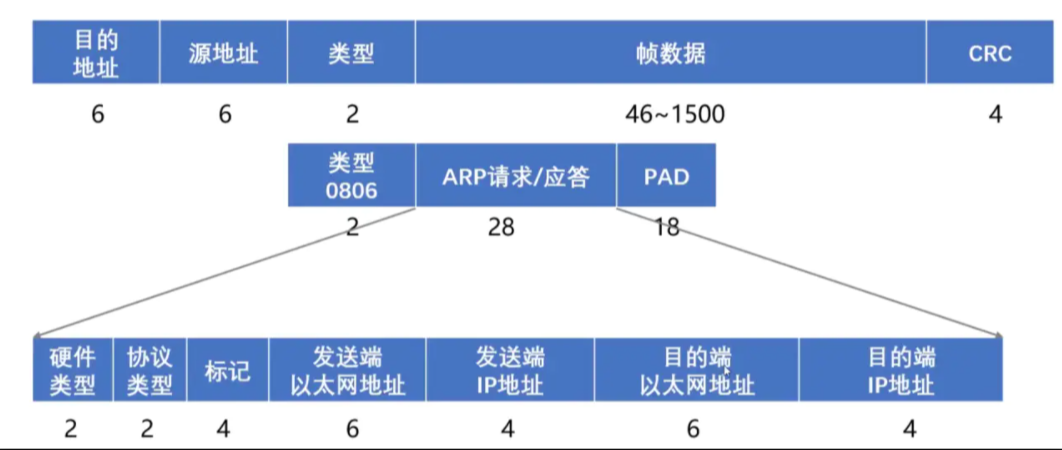 目的
地址
源地址
类型
帧数据
CRC
6
6
2
46~1500
4
类型
0806
ARP请求/应答
PAD
2
28
18
硬件
类型
协议
类型
标记
发送端
以太网地址
发送端
IP地址
目的端
以太网地址
目的端
IP地址
2
2
4
6
4
6
4